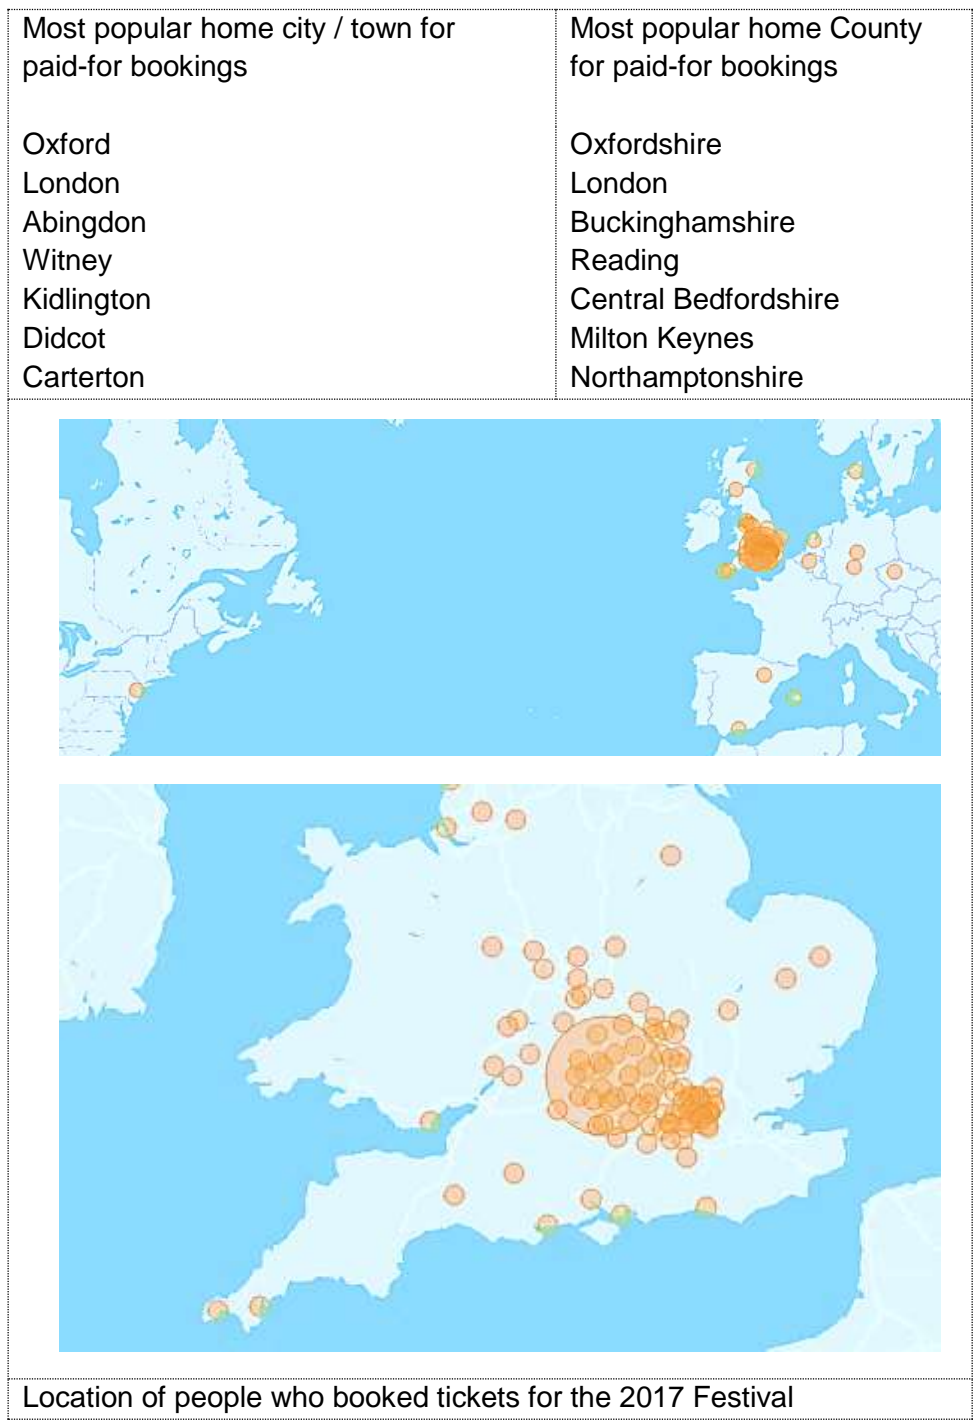 Most popular home city / town for
paid-for bookings
Oxford
London
Abingdon
Witney
Kidlington
Didcot
Carterton
Most popular home County
for paid-for bookings
Oxfordshire
London
Buckinghamshire
Reading
Central Bedfordshire
Milton Keynes
Northamptonshire
Location of people who booked tickets for the 2017 Festival